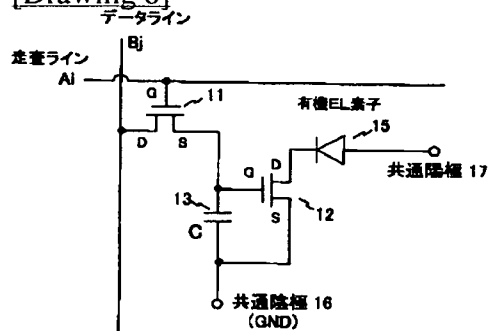 [Drawing 6]
データライン
Bj
走査ライン
Ai
G
11
有機EL素子
15
D
S
G
D
共通陽極 17
13
C
S
12
共通陰極 16
(GND)